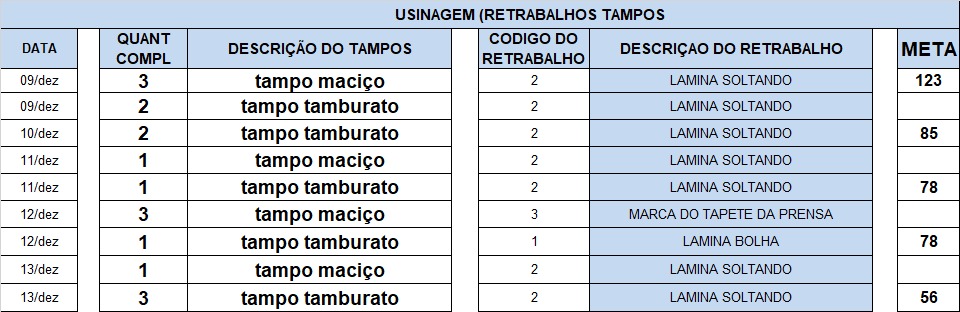 USINAGEM (RETRABALHOS TAMPOS
DATA QUANT COMPL DESCRIÇÃO DO TAMPOS CODIGO DO RETRABALHO DESCRIÇAO DO RETRABALHO META
09/dez 3 tampo maciço 2 LAMINA SOLTANDO 123
09/dez 2 tampo tamburato 2 LAMINA SOLTANDO
10/dez 2 tampo tamburato 2 LAMINA SOLTANDO 85
11/dez 1 tampo maciço 2 LAMINA SOLTANDO
11/dez 1 tampo tamburato 2 LAMINA SOLTANDO 78
12/dez 3 tampo maciço 3 MARCA DO TAPETE DA PRENSA
12/dez 1 tampo tamburato 1 LAMINA BOLHA 78
13/dez 1 tampo maciço 2 LAMINA SOLTANDO
13/dez 3 tampo tamburato 2 LAMINA SOLTANDO 56